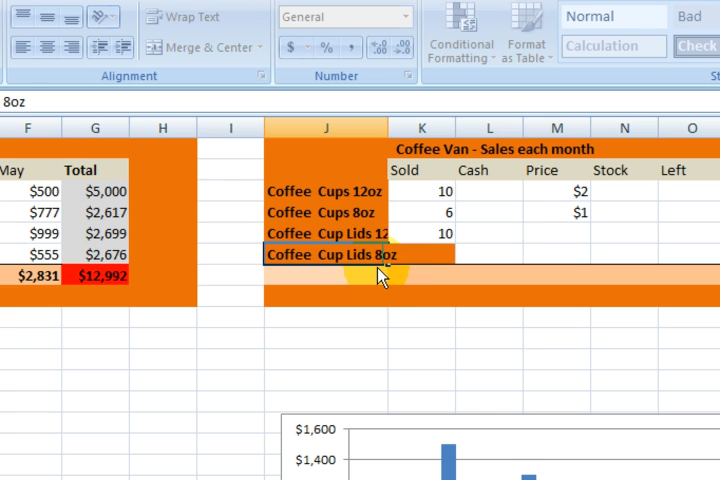 Wrap Text
General
Normal
Bad
Merge & Center
$ % ,
Conditional Formatting
Format as Table
Calculation
Check
Alignment
Number
St
8oz
F G H I J K L M N O
Coffee Van - Sales each month
May Total Sold Cash Price Stock Left
$500 $5,000 Coffee Cups 12oz 10 $2
$777 $2,617 Coffee Cups 8oz 6 $1
$999 $2,699 Coffee Cup Lids 12 10
$555 $2,676 Coffee Cup Lids 8oz
$2,831 $12,992
$1,600
$1,400